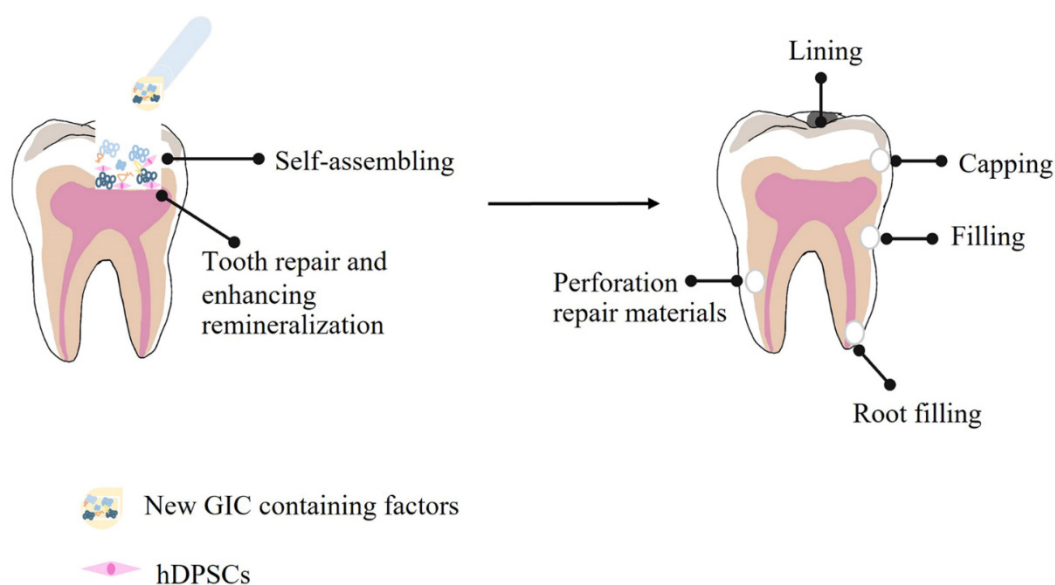 Self-assembling
Tooth repair and
enhancing
remineralization
Lining
Capping
Filling
Perforation
repair materials
Root filling
New GIC containing factors
hDPSCs